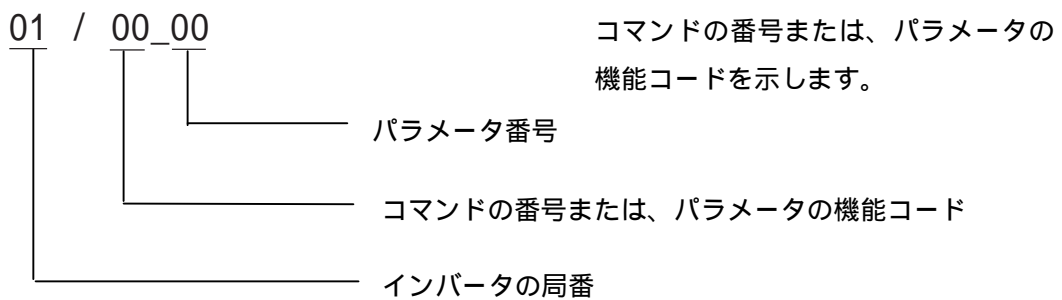 01 / 00_00
コマンドの番号または、パラメータの
機能コードを示します。
パラメータ番号
コマンドの番号または、パラメータの機能コード
インバータの局番